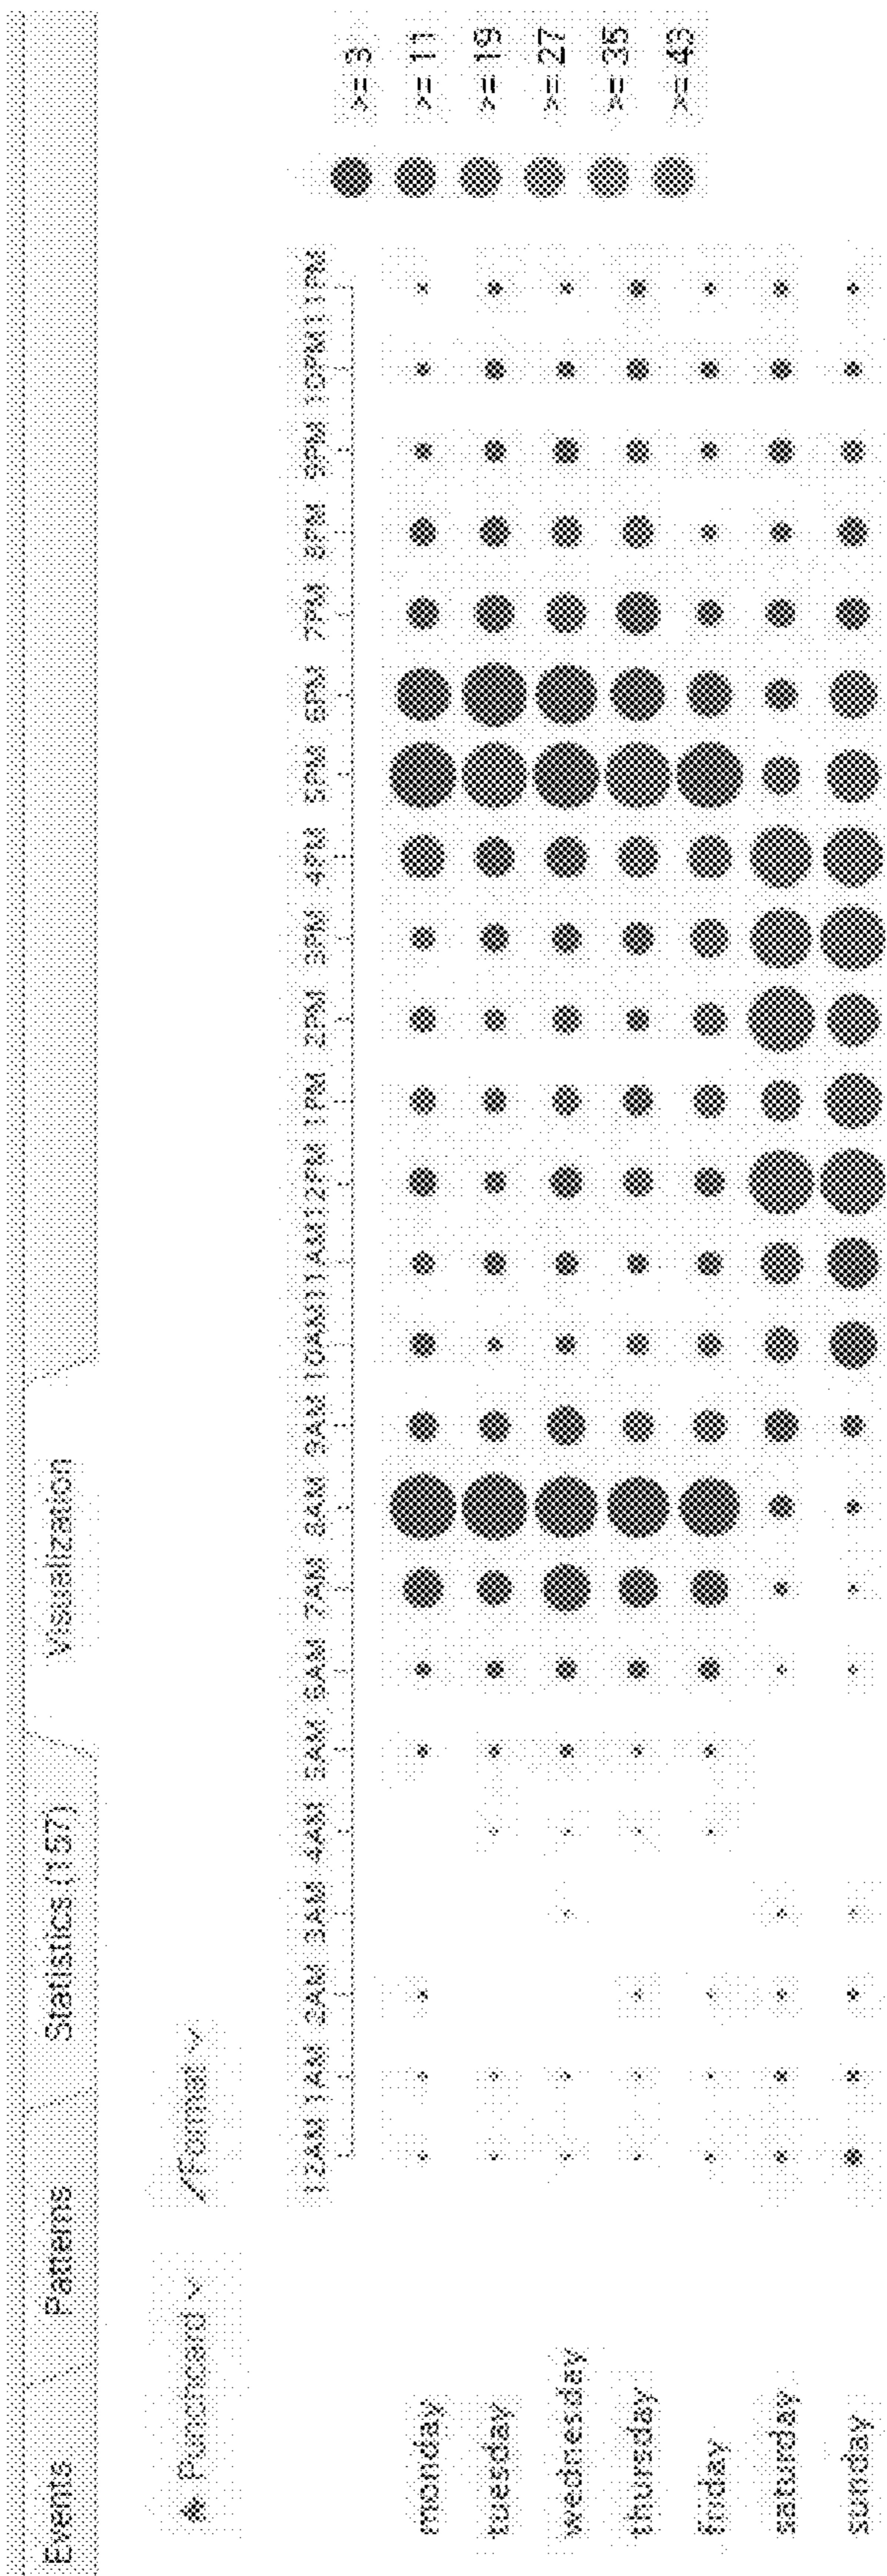 Events Patterns Statistics (157) Visualization
Punchcard Format
12AM 1AM 2AM 3AM 4AM 5AM 6AM 7AM 8AM 9AM 10AM 11AM 12PM 1PM 2PM 3PM 4PM 5PM 6PM 7PM 8PM 9PM 10PM 11PM
>= 3
monday
>= 11
tuesday
>= 19
wednesday
>= 27
thursday
>= 35
friday
>= 43
saturday
sunday